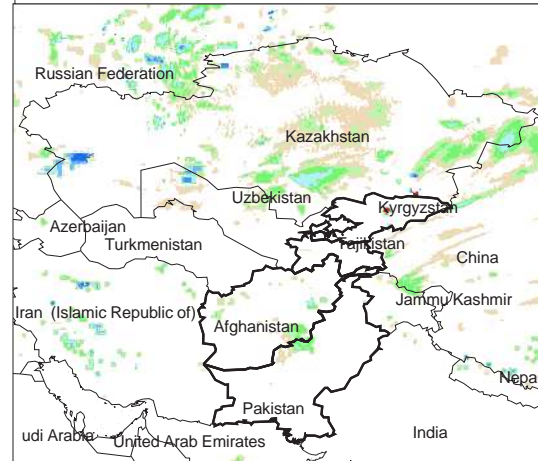 Russian Federation
Kazakhstan
Uzbekistan
Kyrgyzstan
Azerbaijan
Turkmenistan
Tajikistan
China
Jammu Kashmir
Iran (Islamic Republic of)
Afghanistan
Nepa
Pakistan
India
udi Arabia
United Arab Emirates